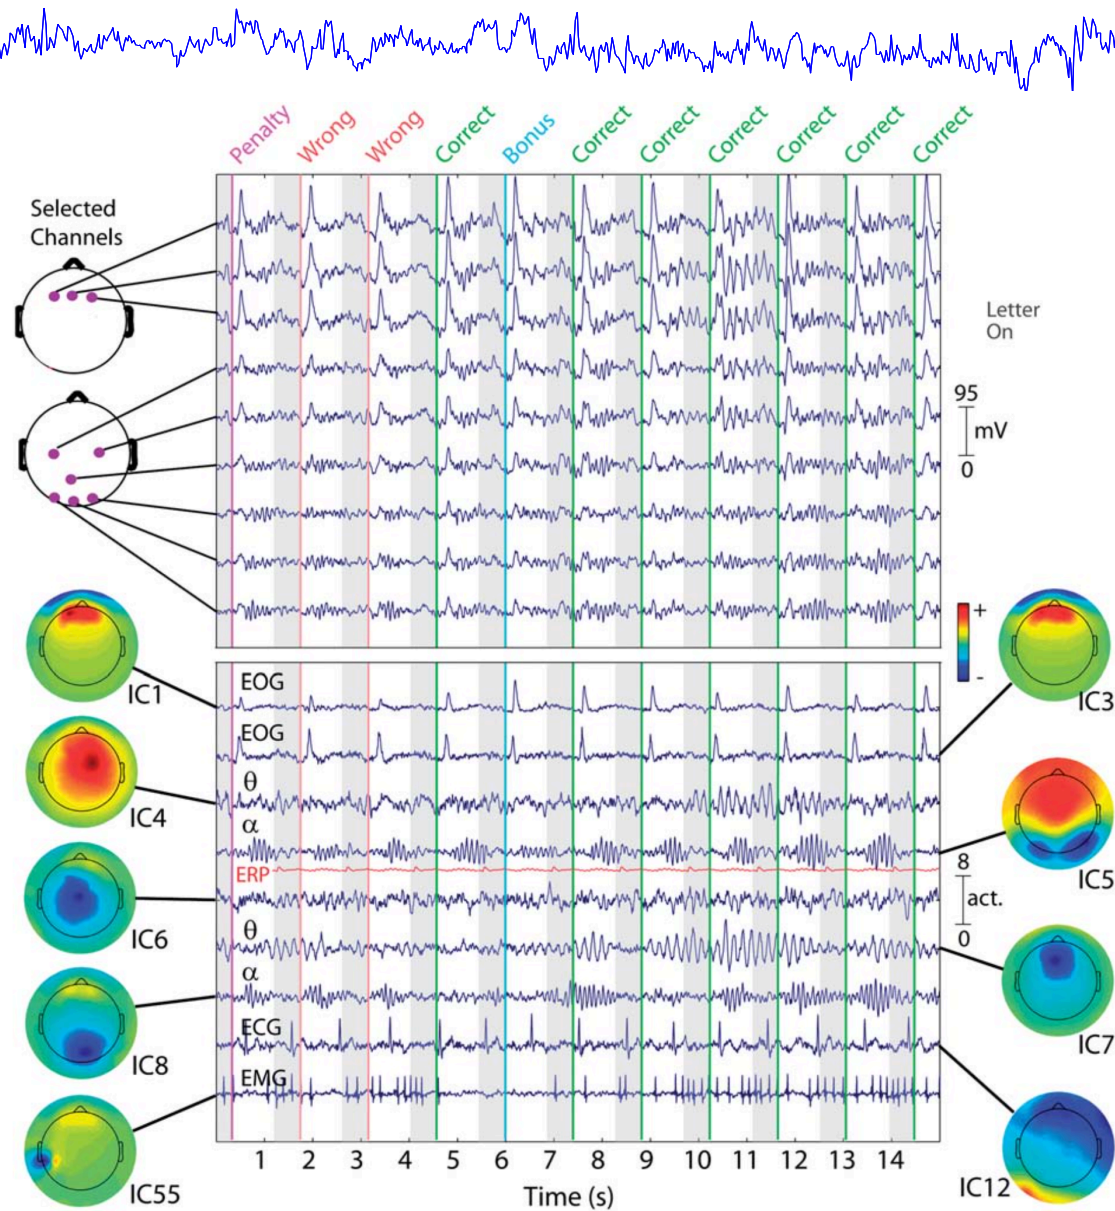 Penalty
Wrong
Wrong
Correct
Bonus
Correct
Correct
Correct
Correct
Correct
Correct
Selected
Channels
Letter
On
95
mV
0
+
-
IC1
IC3
EOG
EOG
θ
IC4
α
ERP
IC5
8
act.
0
IC6
θ
α
IC8
IC7
ECG
EMG
IC55
IC12
1 2 3 4 5 6 7 8 9 10 11 12 13 14
Time (s)